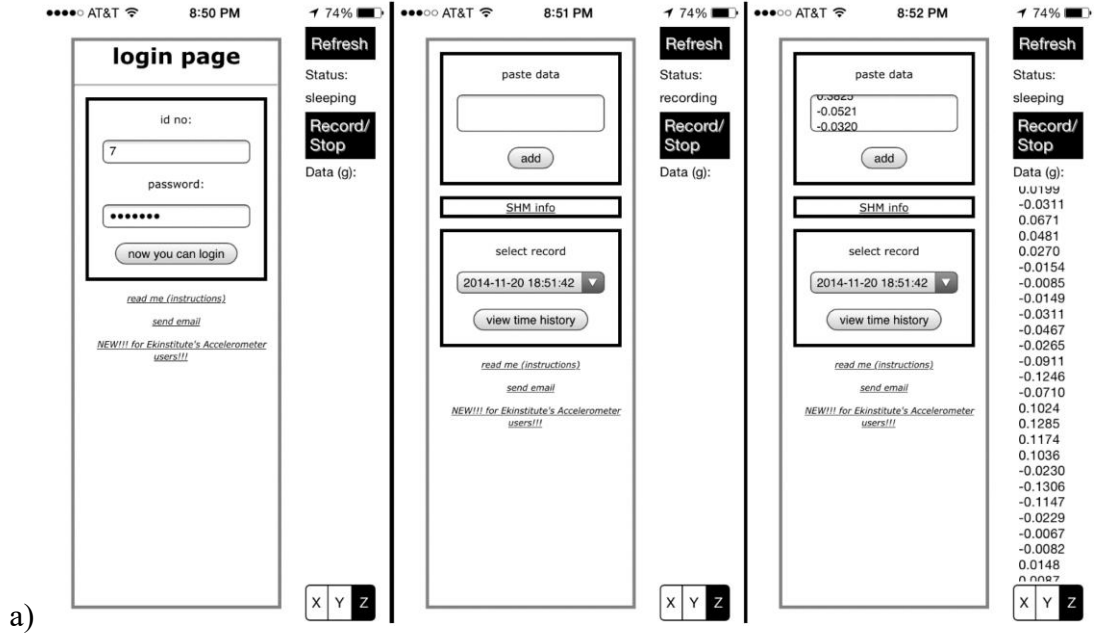 AT&T 8:50 PM 74%
login page
id no:
7
password:
•••••••
now you can login
read me (instructions)
send email
NEW!!! for Ekinstitute's Accelerometer
users!!!
Refresh
Status:
sleeping
Record/
Stop
Data (g):
X Y Z
AT&T 8:51 PM 74%
paste data
add
SHM info
select record
2014-11-20 18:51:42
view time history
read me (instructions)
send email
NEW!!! for Ekinstitute's Accelerometer
users!!!
Refresh
Status:
recording
Record/
Stop
Data (g):
X Y Z
AT&T 8:52 PM 74%
paste data
0.3825
-0.0521
-0.0320
add
SHM info
select record
2014-11-20 18:51:42
view time history
read me (instructions)
send email
NEW!!! for Ekinstitute's Accelerometer
users!!!
Refresh
Status:
sleeping
Record/
Stop
Data (g):
0.0199
-0.0311
0.0671
0.0481
0.0270
-0.0154
-0.0085
-0.0149
-0.0311
-0.0467
-0.0265
-0.0911
-0.1246
-0.0710
0.1024
0.1285
0.1174
0.1036
-0.0230
-0.1306
-0.1147
-0.0229
-0.0067
-0.0082
0.0148
0.0087
X Y Z
a)